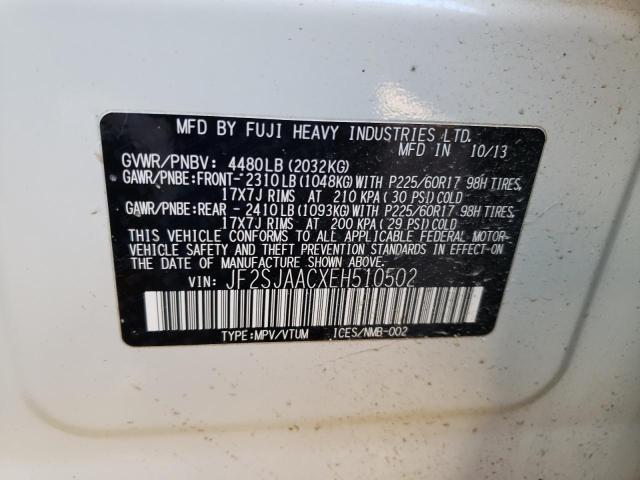 MFD BY FUJI HEAVY INDUSTRIES LTD.
MFD IN 10/13
GVWR/PNBV: 4480LB (2032KG)
GAWR/PNBE:FRONT-2310LB (1048KG)WITH P225/60R17 98H TIRES,
17X7J RIMS AT 210 KPA ( 30 PSI) COLD
GAWR/PNBE:REAR - 2410LB (1093KG)WITH P225/60R17 98H TIRES,
17X7J RIMS AT 200 KPA ( 29 PSI) COLD
THIS VEHICLE CONFORMS TO ALL APPLICABLE FEDERAL MOTOR-
VEHICLE SAFETY AND THEFT PREVENTION STANDARDS IN EFFECT ON
THE DATE OF MANUFACTURE SHOWN ABOVE.
VIN: JF2SJAACXEH510502
TYPE:MPV/VTUM ICES/NMB-002